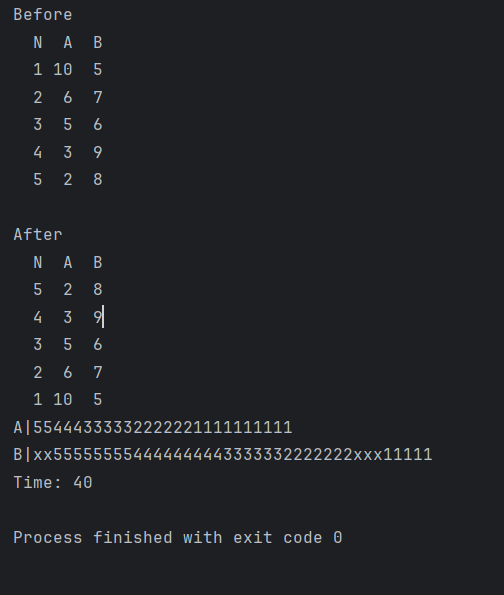 Before
N A B
1 10 5
2 6 7
3 5 6
4 3 9
5 2 8
After
N A B
5 2 8
4 3 9
3 5 6
2 6 7
1 10 5
A|55444333332222221111111111
B|xx555555554444444443333332222222xxx11111
Time: 40
Process finished with exit code 0